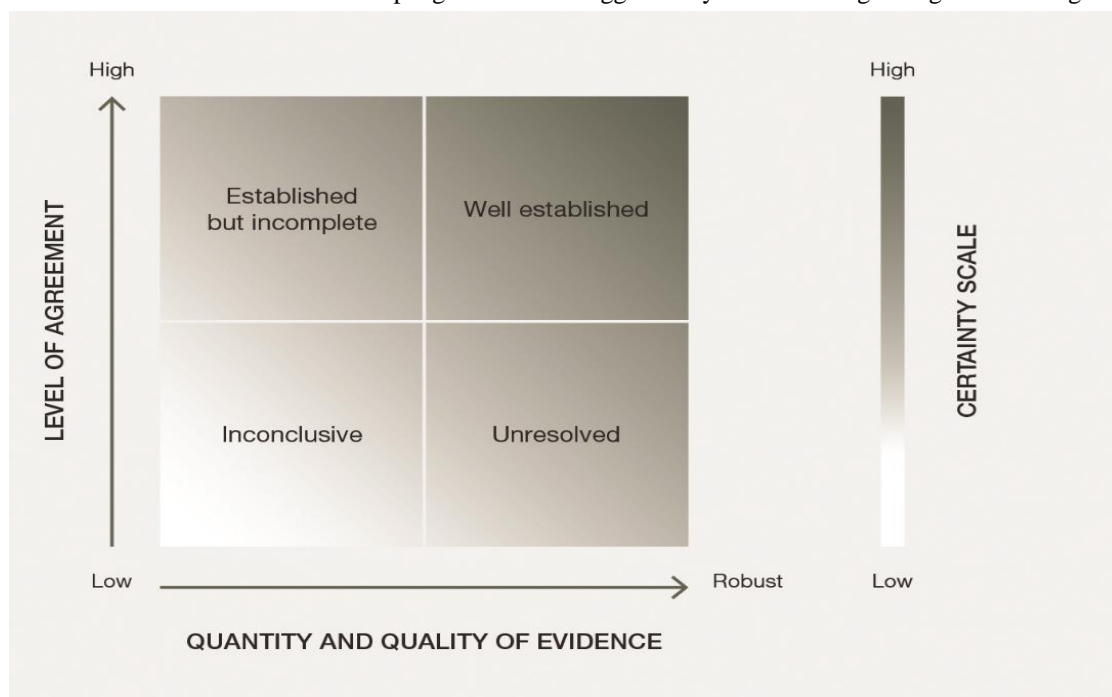 High
High
Established
but incomplete
Well established
LEVEL OF AGREEMENT
CERTAINTY SCALE
Inconclusive
Unresolved
Low
Robust
Low
QUANTITY AND QUALITY OF EVIDENCE